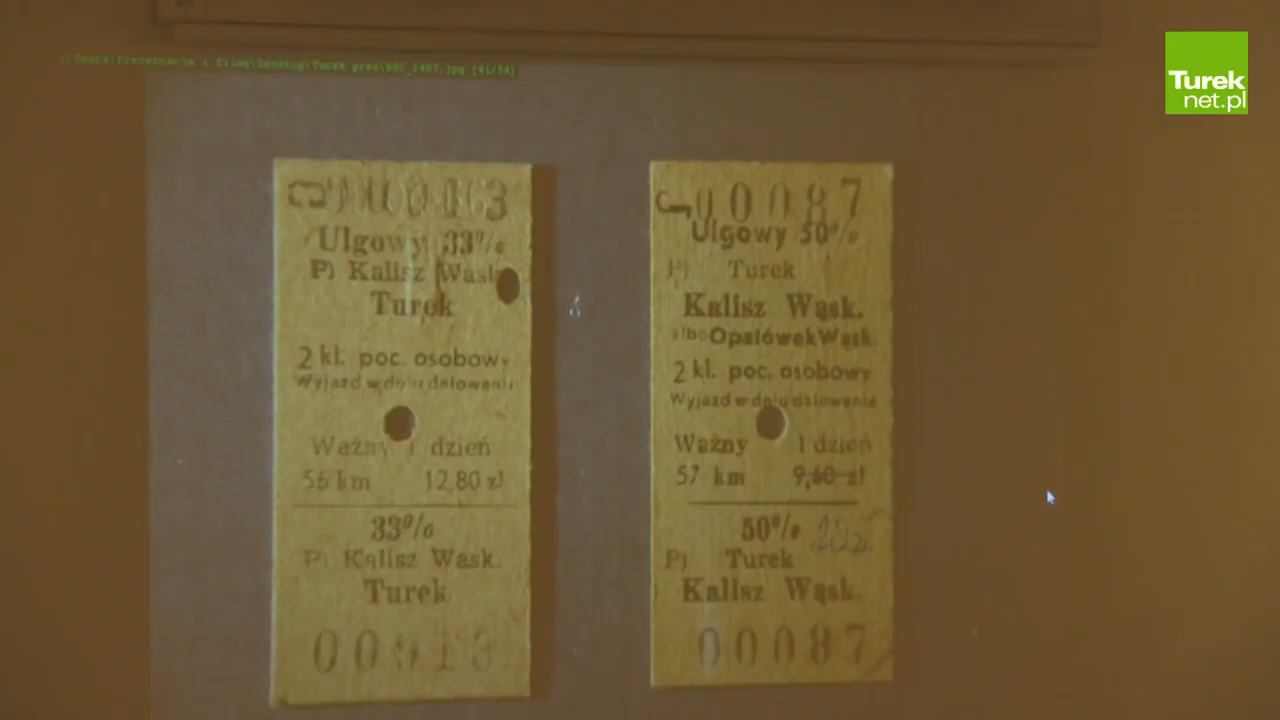 Turek
net.pl
Ulgowy 33%
P) Kalisz Wąsk
Turek
2 kl. poc. osobowy
Wyjazd w dniu datowania
Ważny 1 dzień
56 km 12,80 zł
33%
P) Kalisz Wąsk.
Turek
00087
Ulgowy 50%
P) Turek
Kalisz Wąsk.
albo Opatówek Wąsk.
2 kl. poc. osobowy
Wyjazd w dniu datowania
Ważny 1 dzień
57 km 9,60 zł
50%
P) Turek
Kalisz Wąsk.
00087